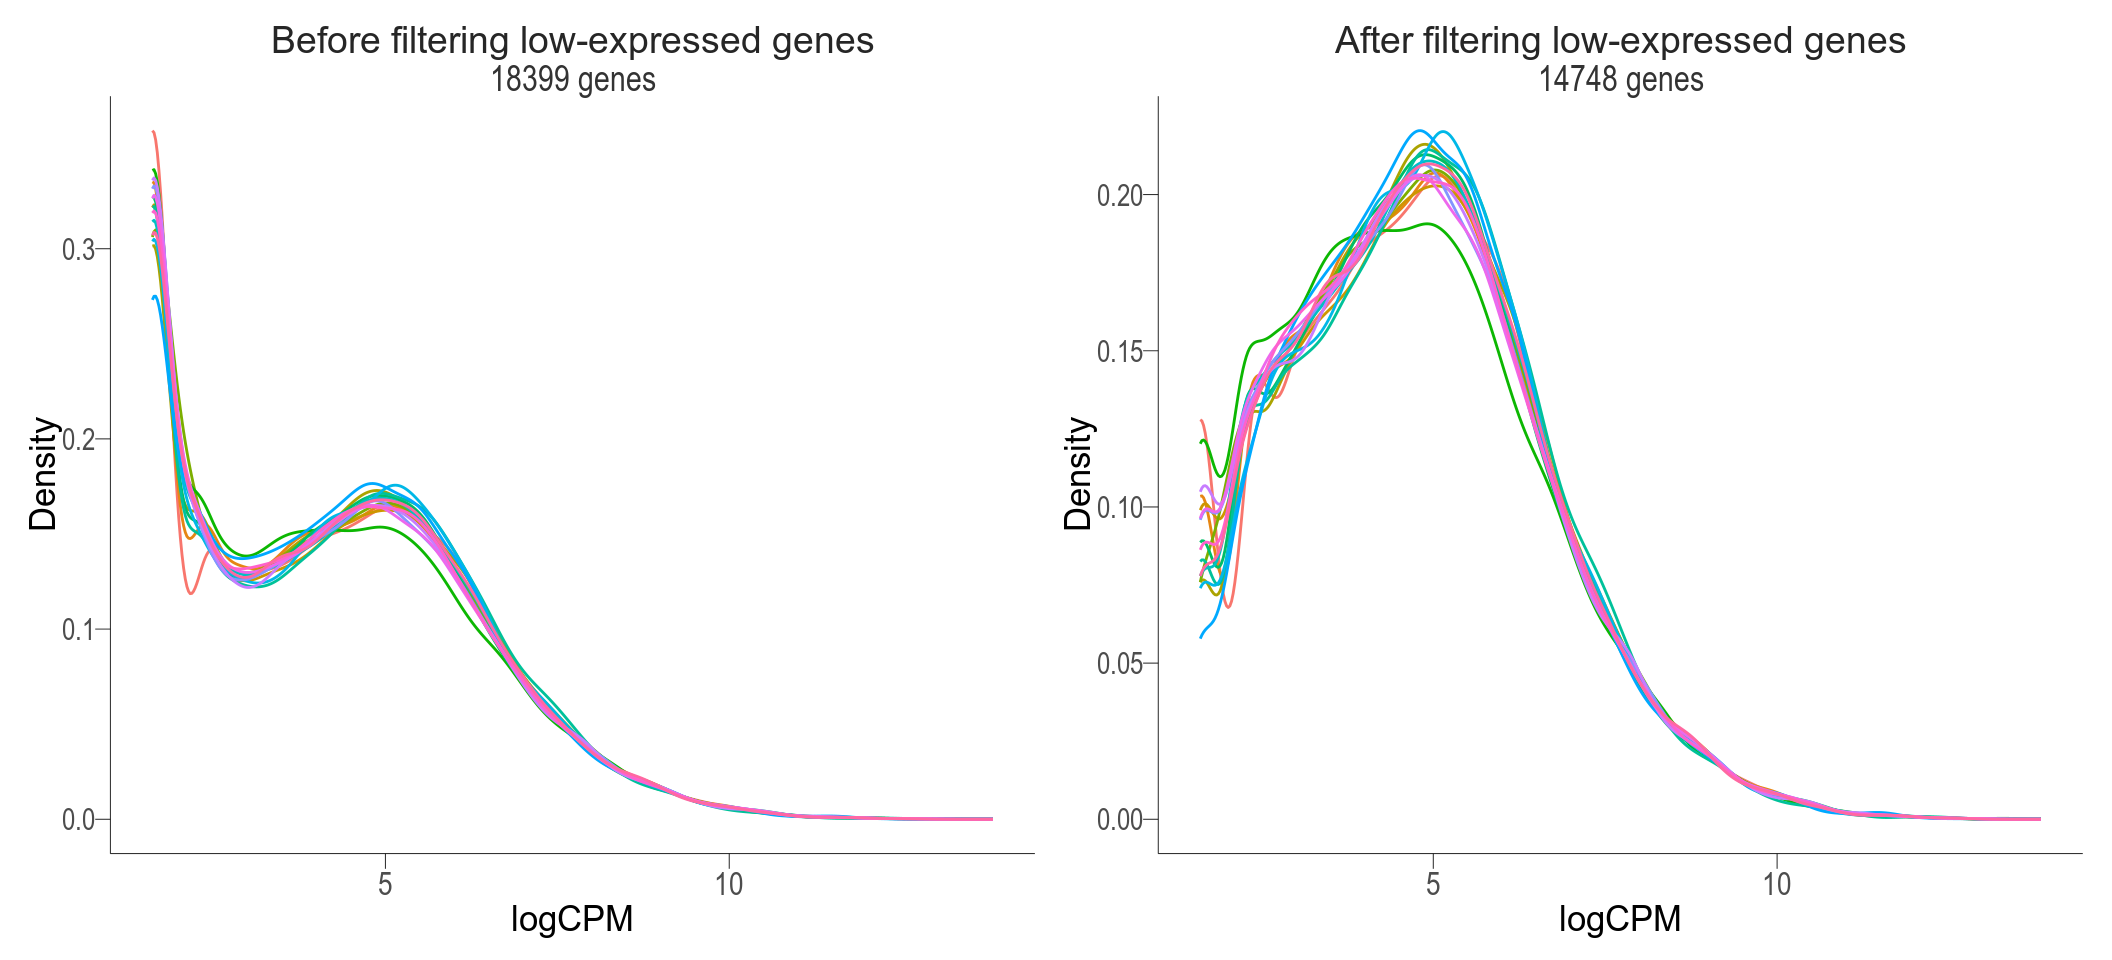 Before filtering low-expressed genes
18399 genes
Density
0.3
0.2
0.1
0.0
5
10
logCPM
After filtering low-expressed genes
14748 genes
Density
0.20
0.15
0.10
0.05
0.00
5
10
logCPM